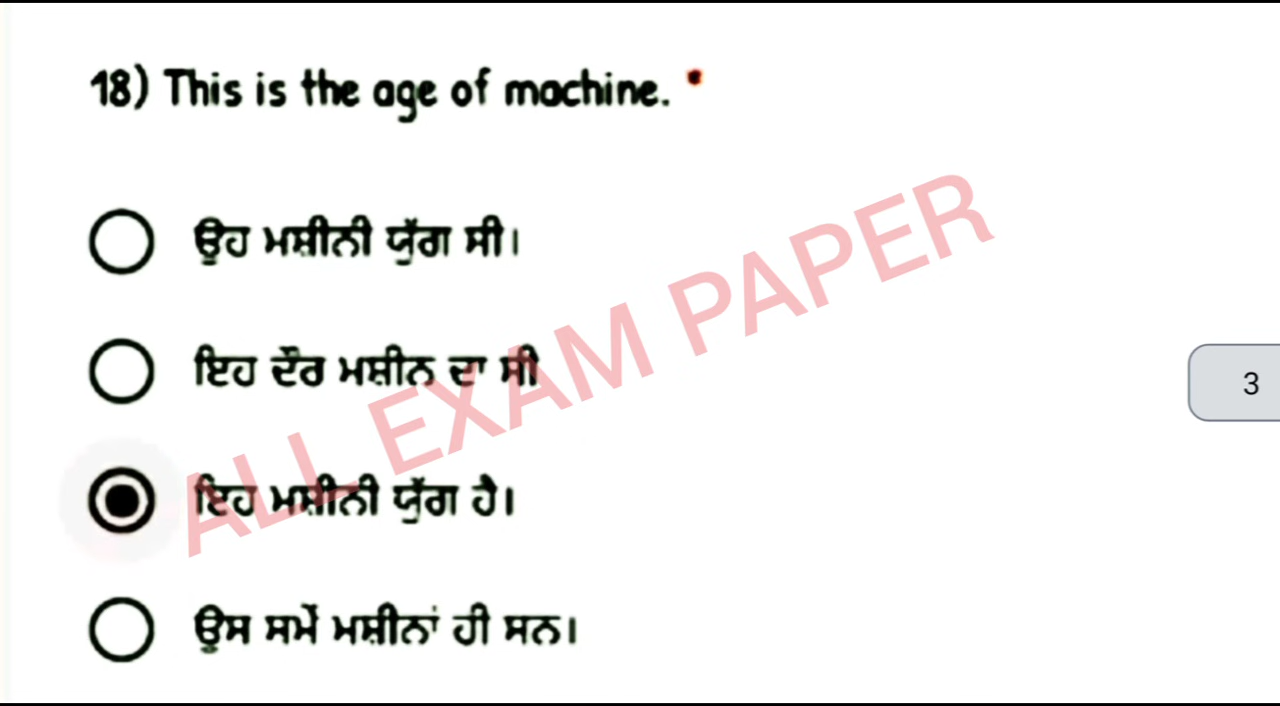 18) This is the age of machine. *
ਉਹ ਮਸ਼ੀਨੀ ਯੁੱਗ ਸੀ।
ਇਹ ਦੌਰ ਮਸ਼ੀਨ ਦਾ ਸੀ
ਇਹ ਮਸ਼ੀਨੀ ਯੁੱਗ ਹੈ।
ਉਸ ਸਮੇਂ ਮਸ਼ੀਨਾਂ ਹੀ ਸਨ।
ALL EXAM PAPER
3